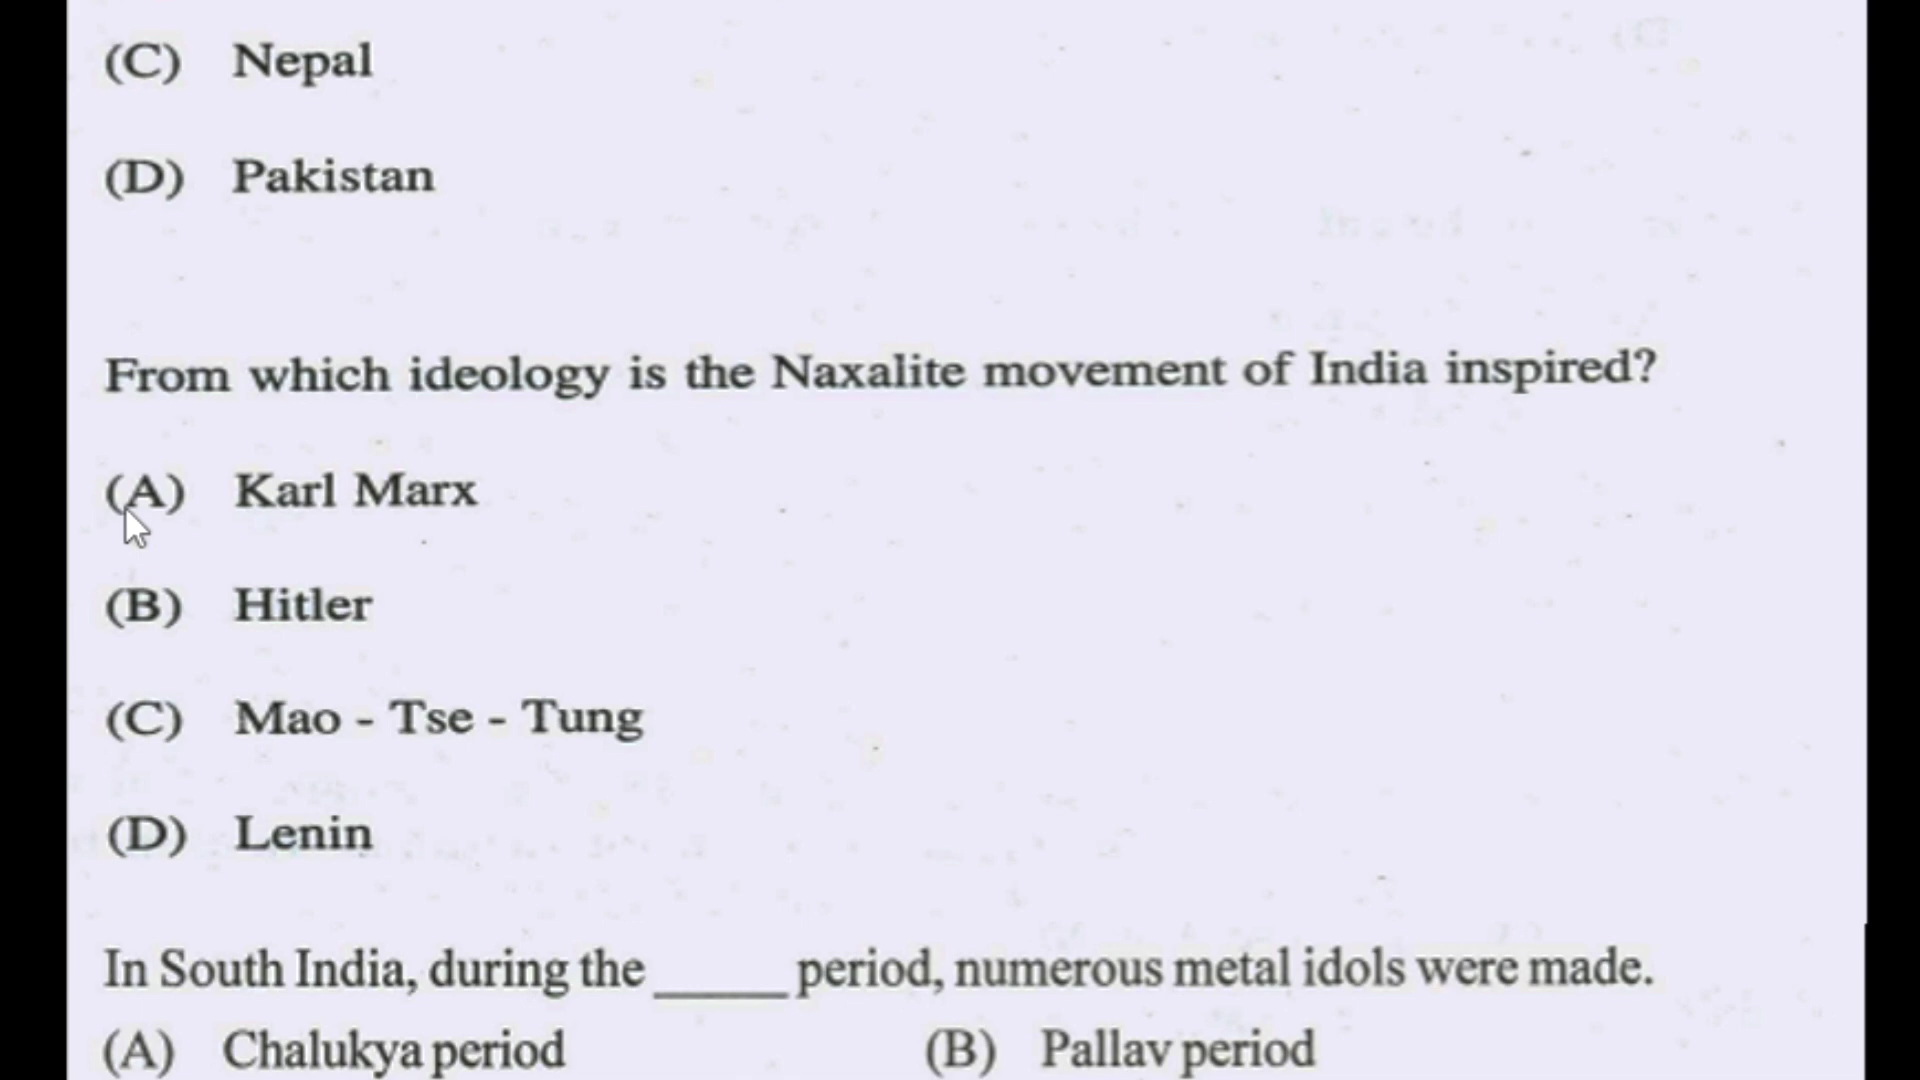 (C) Nepal
(D) Pakistan
From which ideology is the Naxalite movement of India inspired?
(A) Karl Marx
(B) Hitler
(C) Mao - Tse - Tung
(D) Lenin
In South India, during the _____ period, numerous metal idols were made.
(A) Chalukya period (B) Pallav period